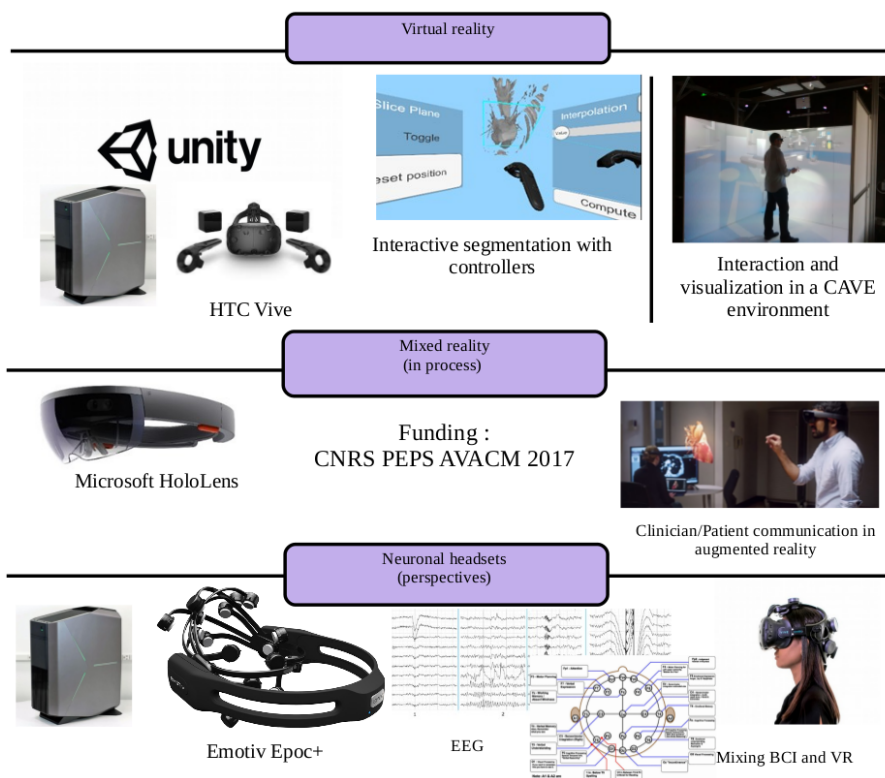 Virtual reality
unity
Slice Plane
Toggle
eset position
Interpolation
Compute
HTC Vive
Interactive segmentation with
controllers
Interaction and
visualization in a CAVE
environment
Mixed reality
(in process)
Microsoft HoloLens
Funding :
CNRS PEPS AVACM 2017
Clinician/Patient communication in
augmented reality
Neuronal headsets
(perspectives)
1
2
Emotiv Epoc+
EEG
Mixing BCI and VR